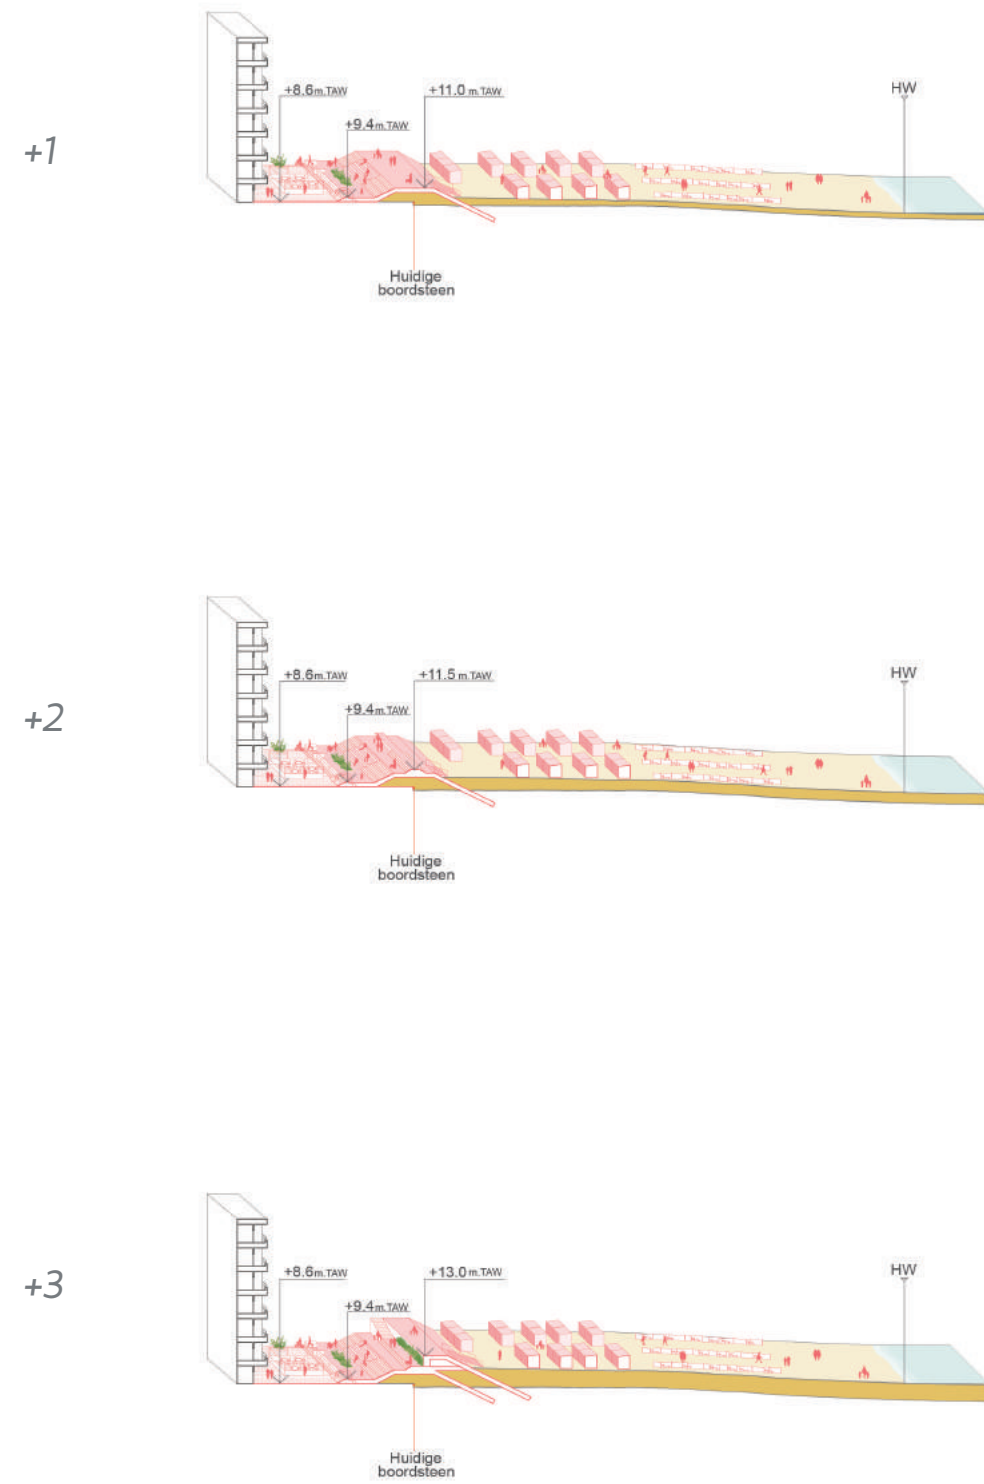 +1
+8.6m.TAW
+11.0 m.TAW
HW
+9.4m.TAW
Huidige
boordsteen
+2
+8.6m.TAW
+11.5 m.TAW
HW
+9.4m.TAW
Huidige
boordsteen
+3
+8.6m.TAW
+13.0 m.TAW
HW
+9.4m.TAW
Huidige
boordsteen